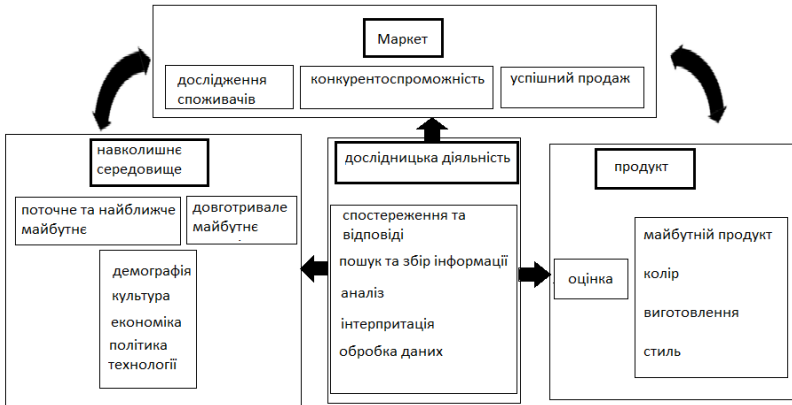 Маркет
дослідження
споживачів
конкурентоспроможність
успішний продаж
навколишнє
середовище
поточне та найближче
майбутнє
довготривале
майбутнє
демографія
культура
економіка
політика
технології
дослідницька діяльність
спостереження та
відповіді
пошук та збір інформації
аналіз
інтерпритація
обробка даних
продукт
оцінка
майбутній продукт
колір
виготовлення
стиль